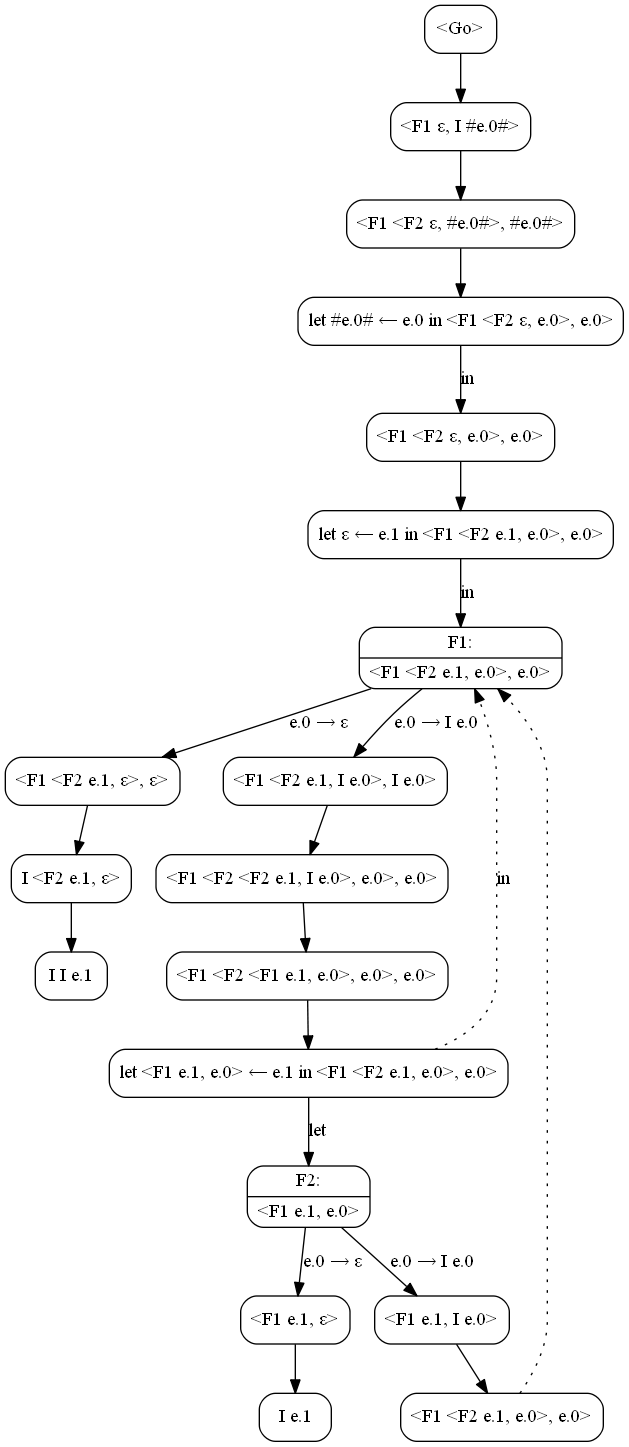 <Go>
<F1 ε, I #e.0#>
<F1 <F2 ε, #e.0#>, #e.0#>
let #e.0# ← e.0 in <F1 <F2 ε, e.0>, e.0>
in
<F1 <F2 ε, e.0>, e.0>
let ε ← e.1 in <F1 <F2 e.1, e.0>, e.0>
in
F1:
<F1 <F2 e.1, e.0>, e.0>
e.0 → ε
e.0 → I e.0
<F1 <F2 e.1, ε>, ε>
<F1 <F2 e.1, I e.0>, I e.0>
I <F2 e.1, ε>
<F1 <F2 <F2 e.1, I e.0>, e.0>, e.0>
in
I I e.1
<F1 <F2 <F1 e.1, e.0>, e.0>, e.0>
let <F1 e.1, e.0> ← e.1 in <F1 <F2 e.1, e.0>, e.0>
let
F2:
<F1 e.1, e.0>
e.0 → ε
e.0 → I e.0
<F1 e.1, ε>
<F1 e.1, I e.0>
I e.1
<F1 <F2 e.1, e.0>, e.0>